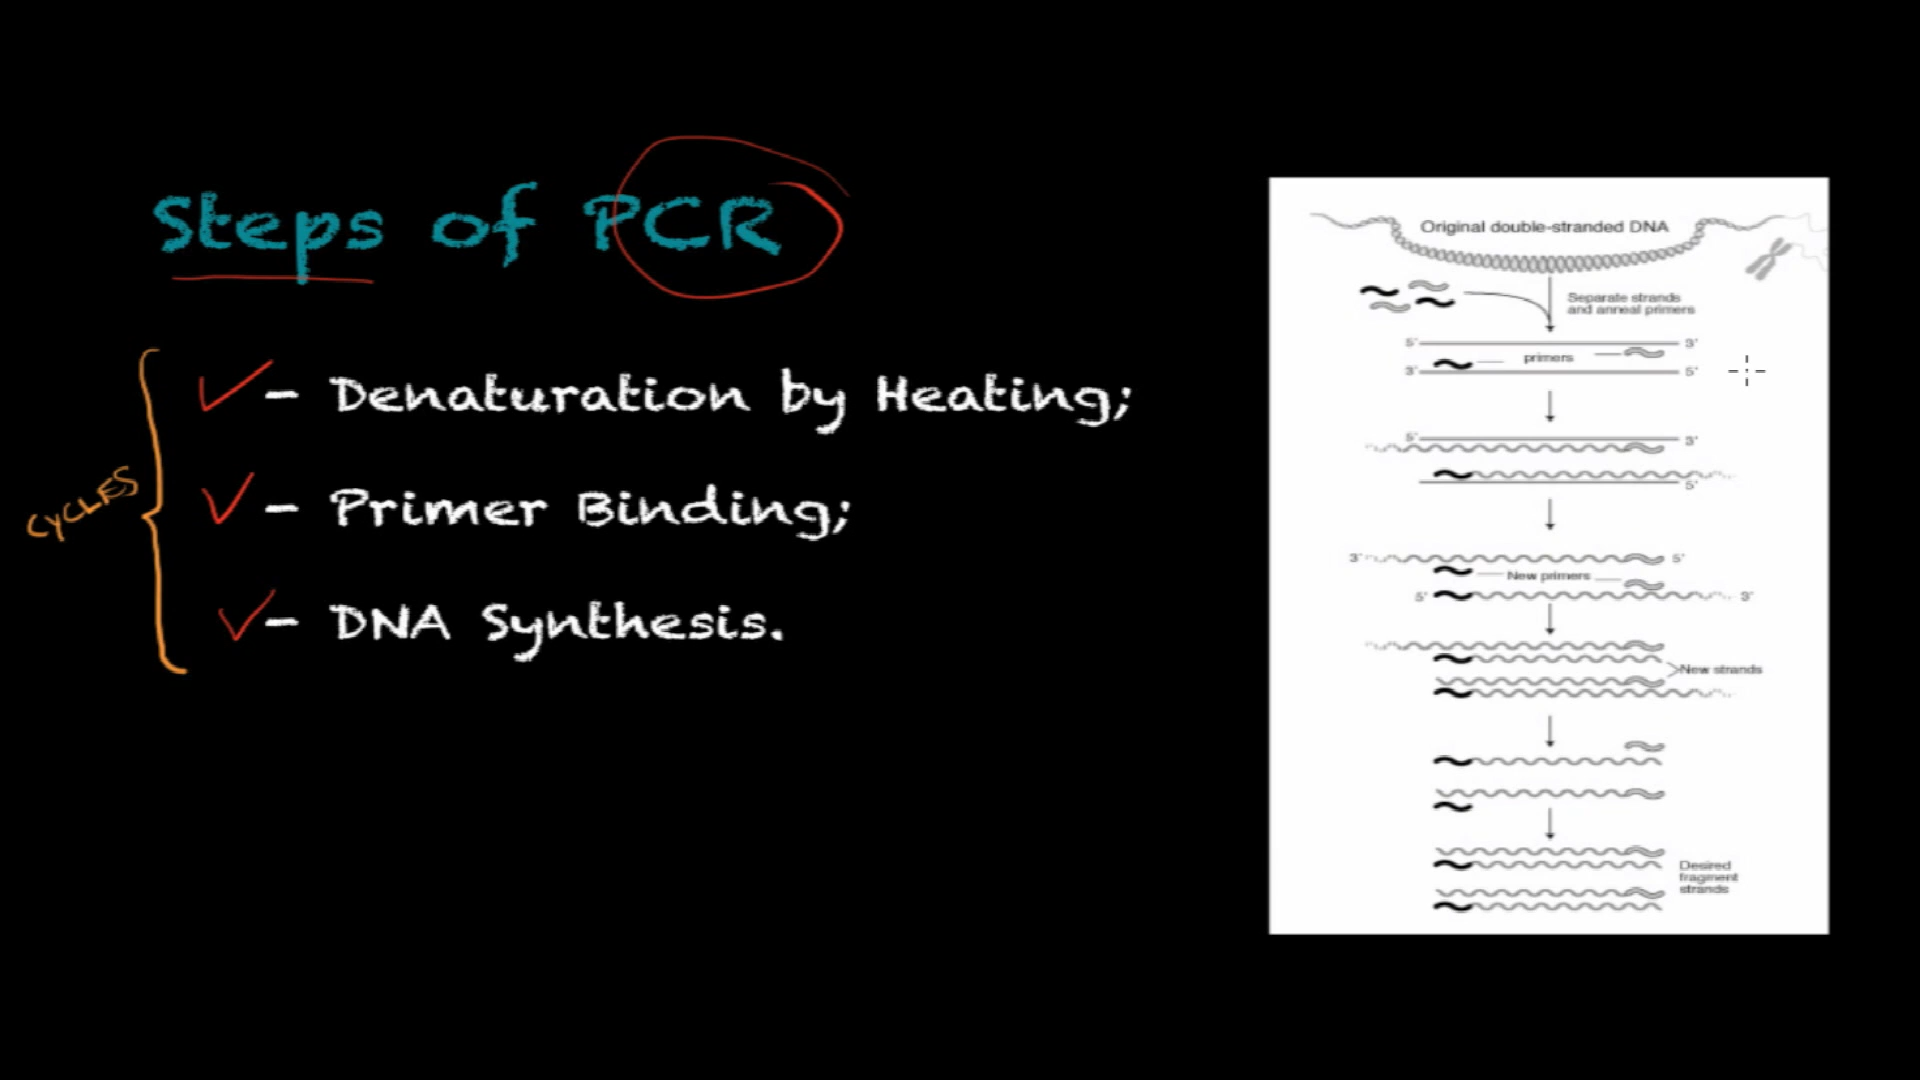 Steps of PCR
CYCLES
- Denaturation by Heating;
- Primer Binding;
- DNA Synthesis.
Original double-stranded DNA
Separate strands
and anneal primers
5' 3'
primers
3' 5'
5' 3'
5'
3' 5'
New primers
5' 3'
New strands
Desired
fragment
strands